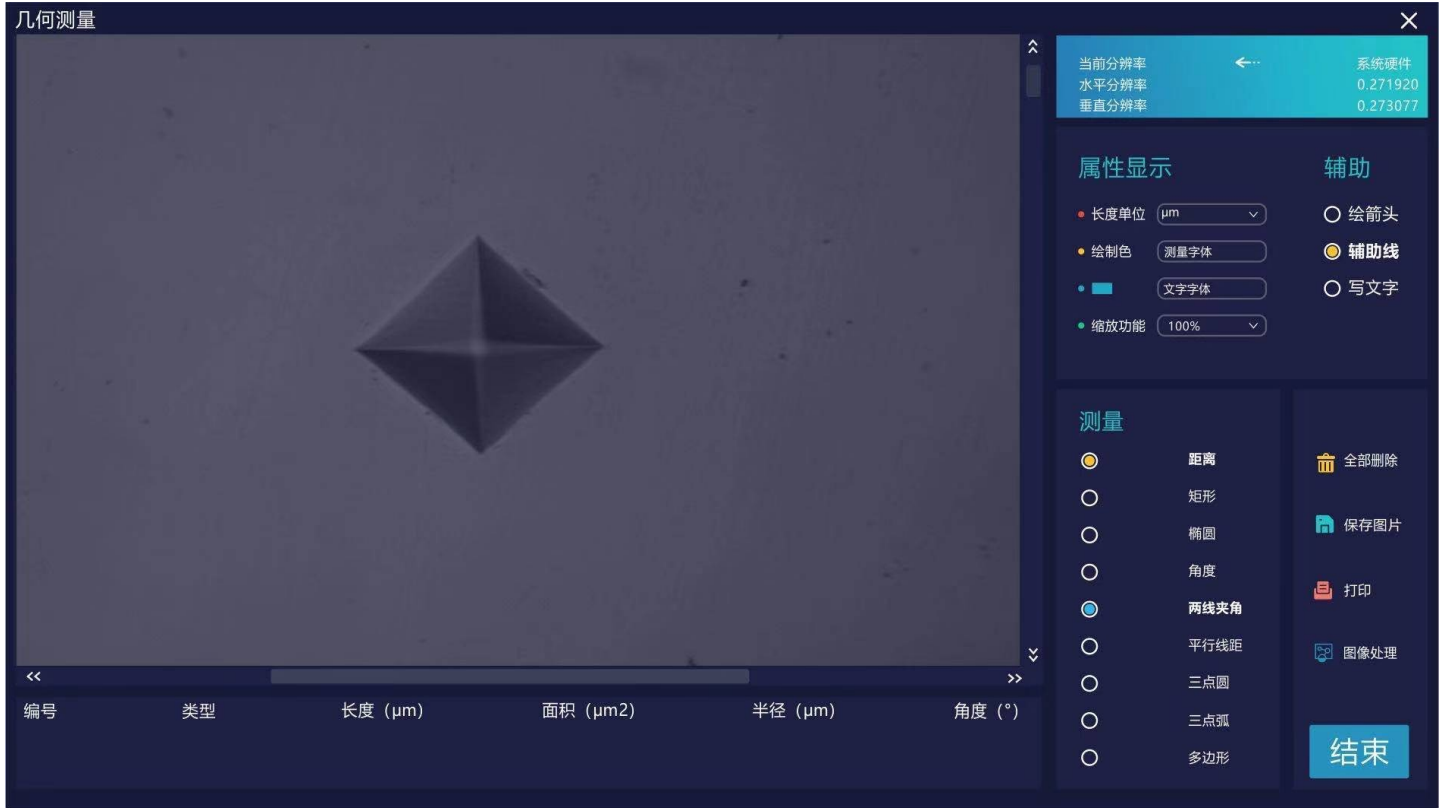 几何测量
当前分辨率 系统硬件
水平分辨率 0.271920
垂直分辨率 0.273077
属性显示 辅助
长度单位 μm 绘箭头
绘制色 测量字体 辅助线
文字字体 写文字
缩放功能 100%
测量
距离
矩形
椭圆
角度
两线夹角
平行线距
三点圆
三点弧
多边形
全部删除
保存图片
打印
图像处理
结束
编号 类型 长度（μm） 面积（μm2） 半径（μm） 角度（°）